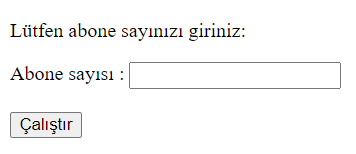 Lütfen abone sayınızı giriniz:
Abone sayısı :
Çalıştır